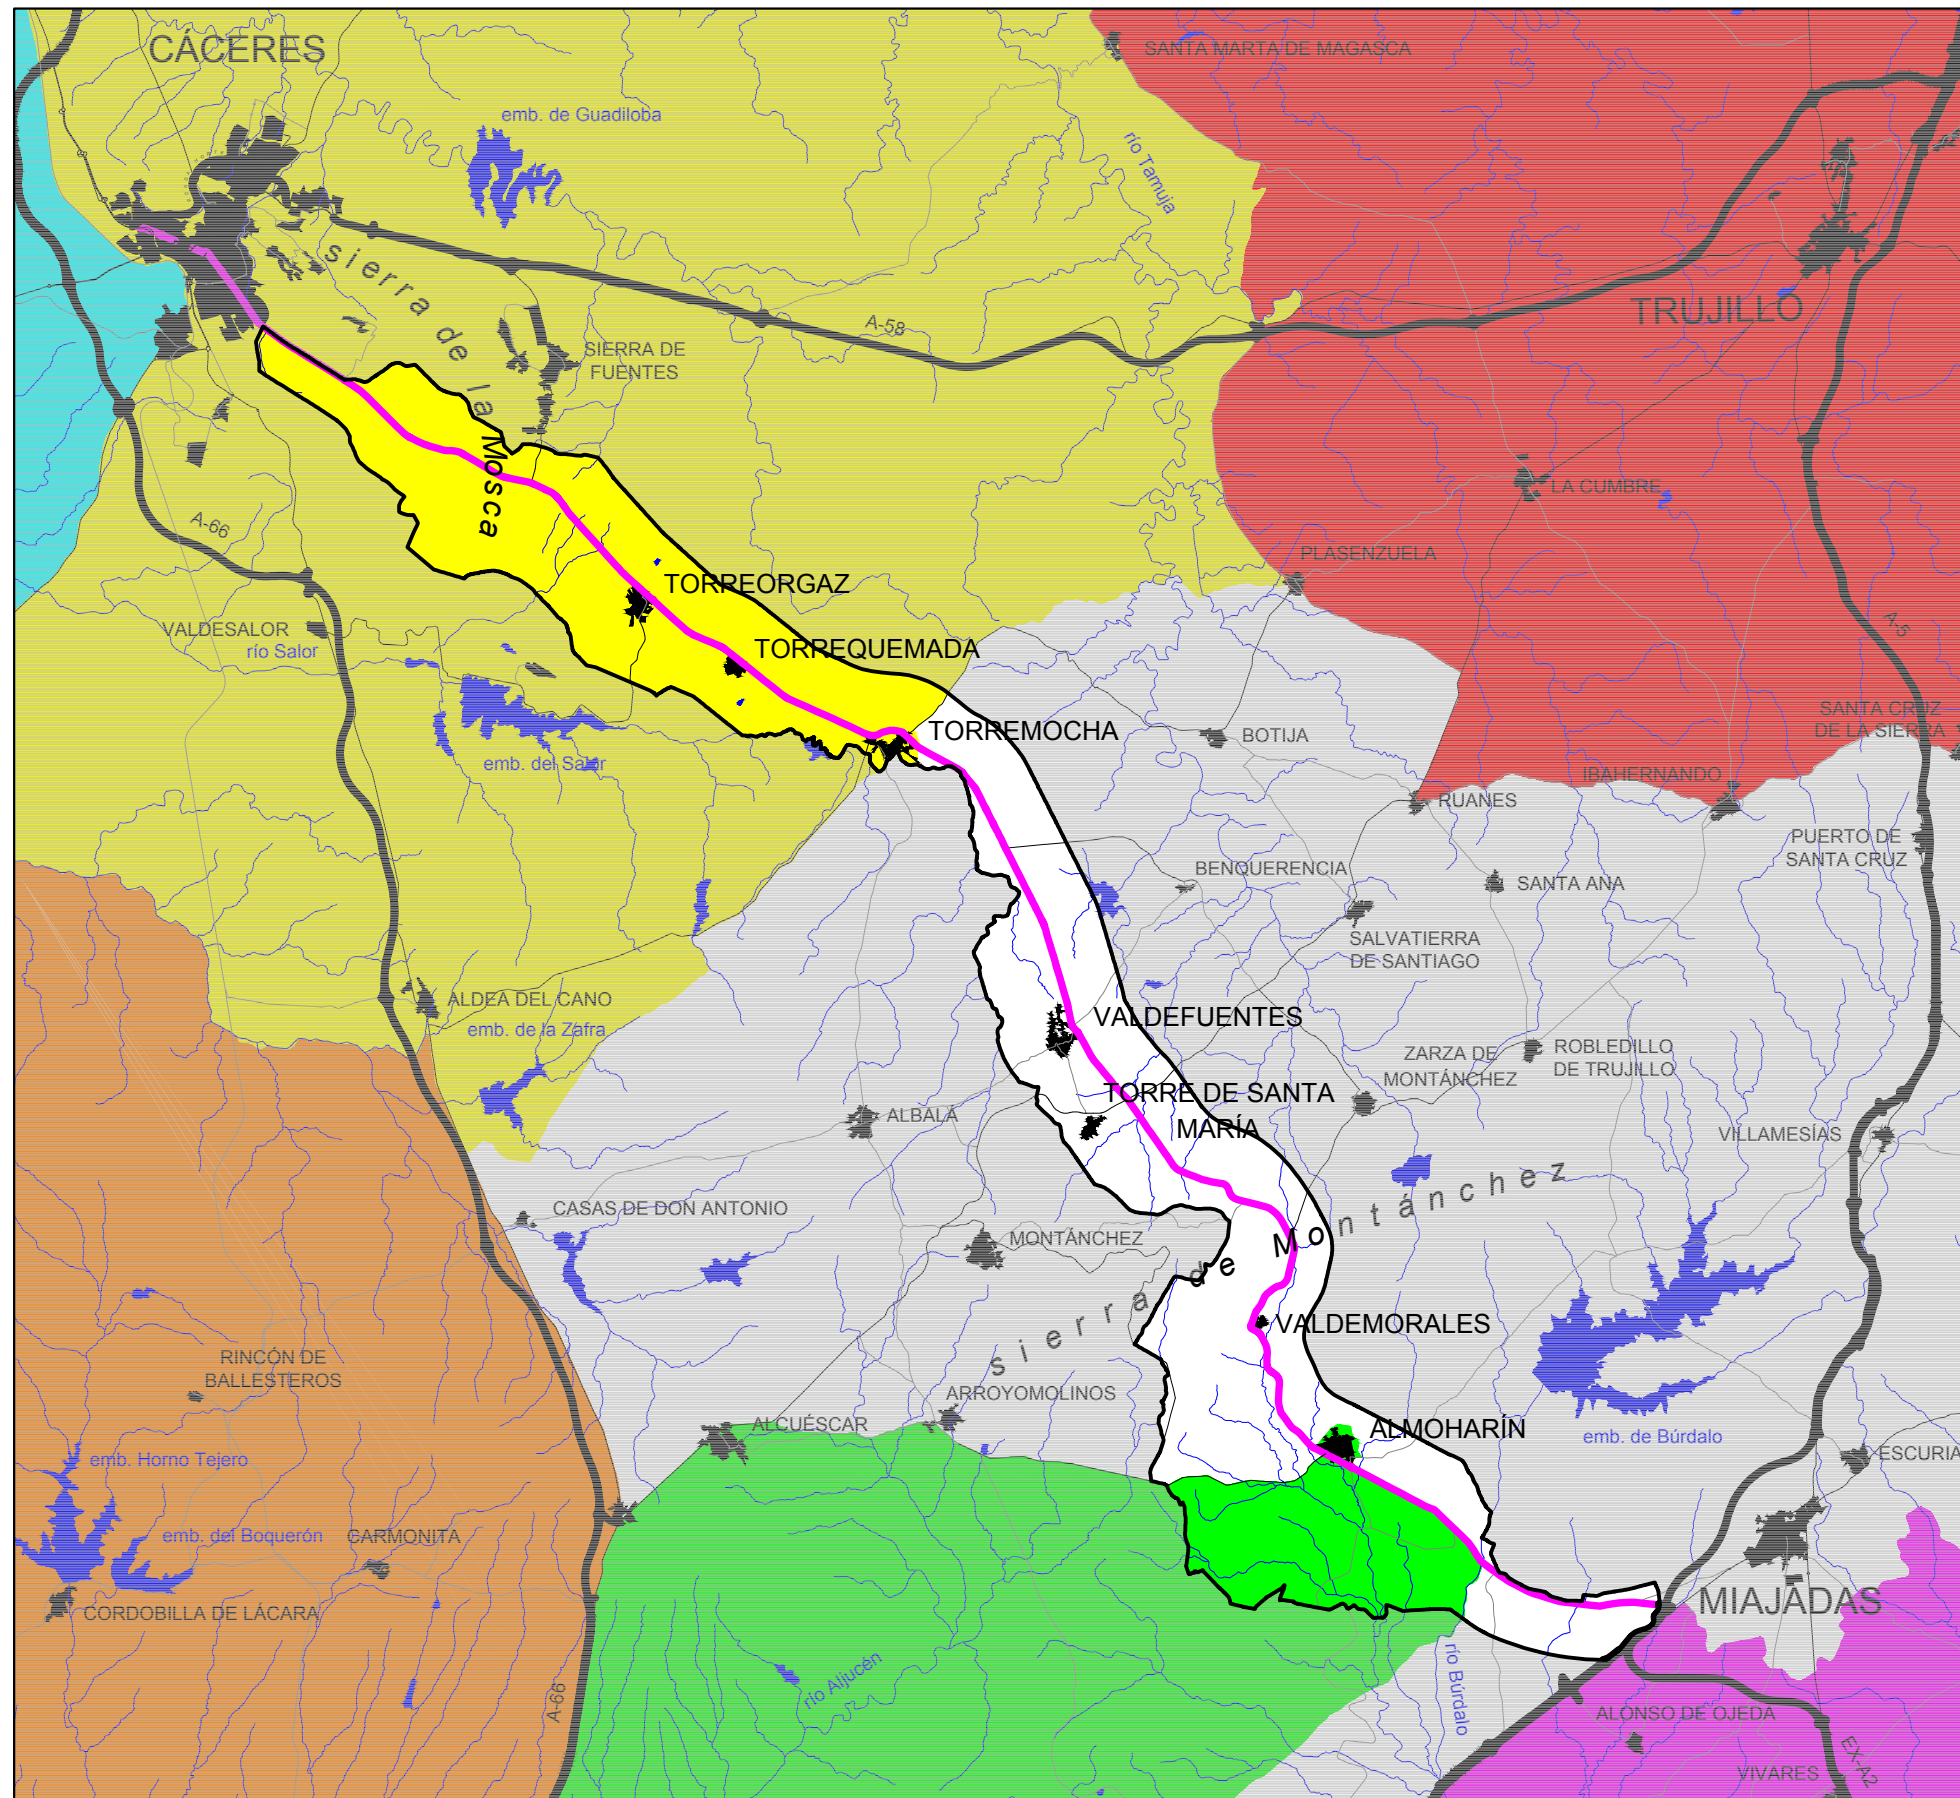 CÁCERES
SANTA MARTA DE MAGASCA
emb. de Guadiloba
río Tamuja
sierra de la Mosca
TRUJILLO
A-58
SIERRA DE
FUENTES
LA CUMBRE
A-66
PLASENZUELA
TORREORGAZ
VALDESALOR
río Salor
TORREQUEMADA
A-5
SANTA CRUZ
DE LA SIERRA
TORREMOCHA
BOTIJA
emb. del Salor
IBAHERNANDO
RUANES
PUERTO DE
SANTA CRUZ
BENQUERENCIA
SANTA ANA
SALVATIERRA
DE SANTIAGO
ALDEA DEL CANO
emb. de la Zafra
VALDEFUENTES
ZARZA DE
MONTÁNCHEZ
ROBLEDILLO
DE TRUJILLO
TORRE DE SANTA
MARÍA
ALBALÁ
VILLAMESÍAS
CASAS DE DON ANTONIO
MONTÁNCHEZ
sierra de Montánchez
VALDEMORALES
RINCÓN DE
BALLESTEROS
ARROYOMOLINOS
ALCUÉSCAR
ALMOHARÍN
emb. de Búrdalo
ESCURIA
emb. Horno Tejero
emb. del Boquerón
CARMONITA
CORDOBILLA DE LÁCARA
MIAJADAS
río Aljucén
río Búrdalo
A-66
ALONSO DE OJEDA
EX-A2
VIVARES